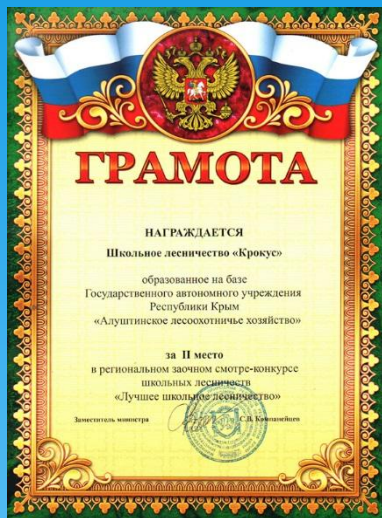 ГРАМОТА
НАГРАЖДАЕТСЯ
Школьное лесничество «Крокус»
образованное на базе
Государственного автономного учреждения
Республики Крым
«Алуштинское лесоохотничье хозяйство»
за II место
в региональном заочном смотре-конкурсе
школьных лесничеств
«Лучшее школьное лесничество»
Заместитель министра С.В. Компанейцев